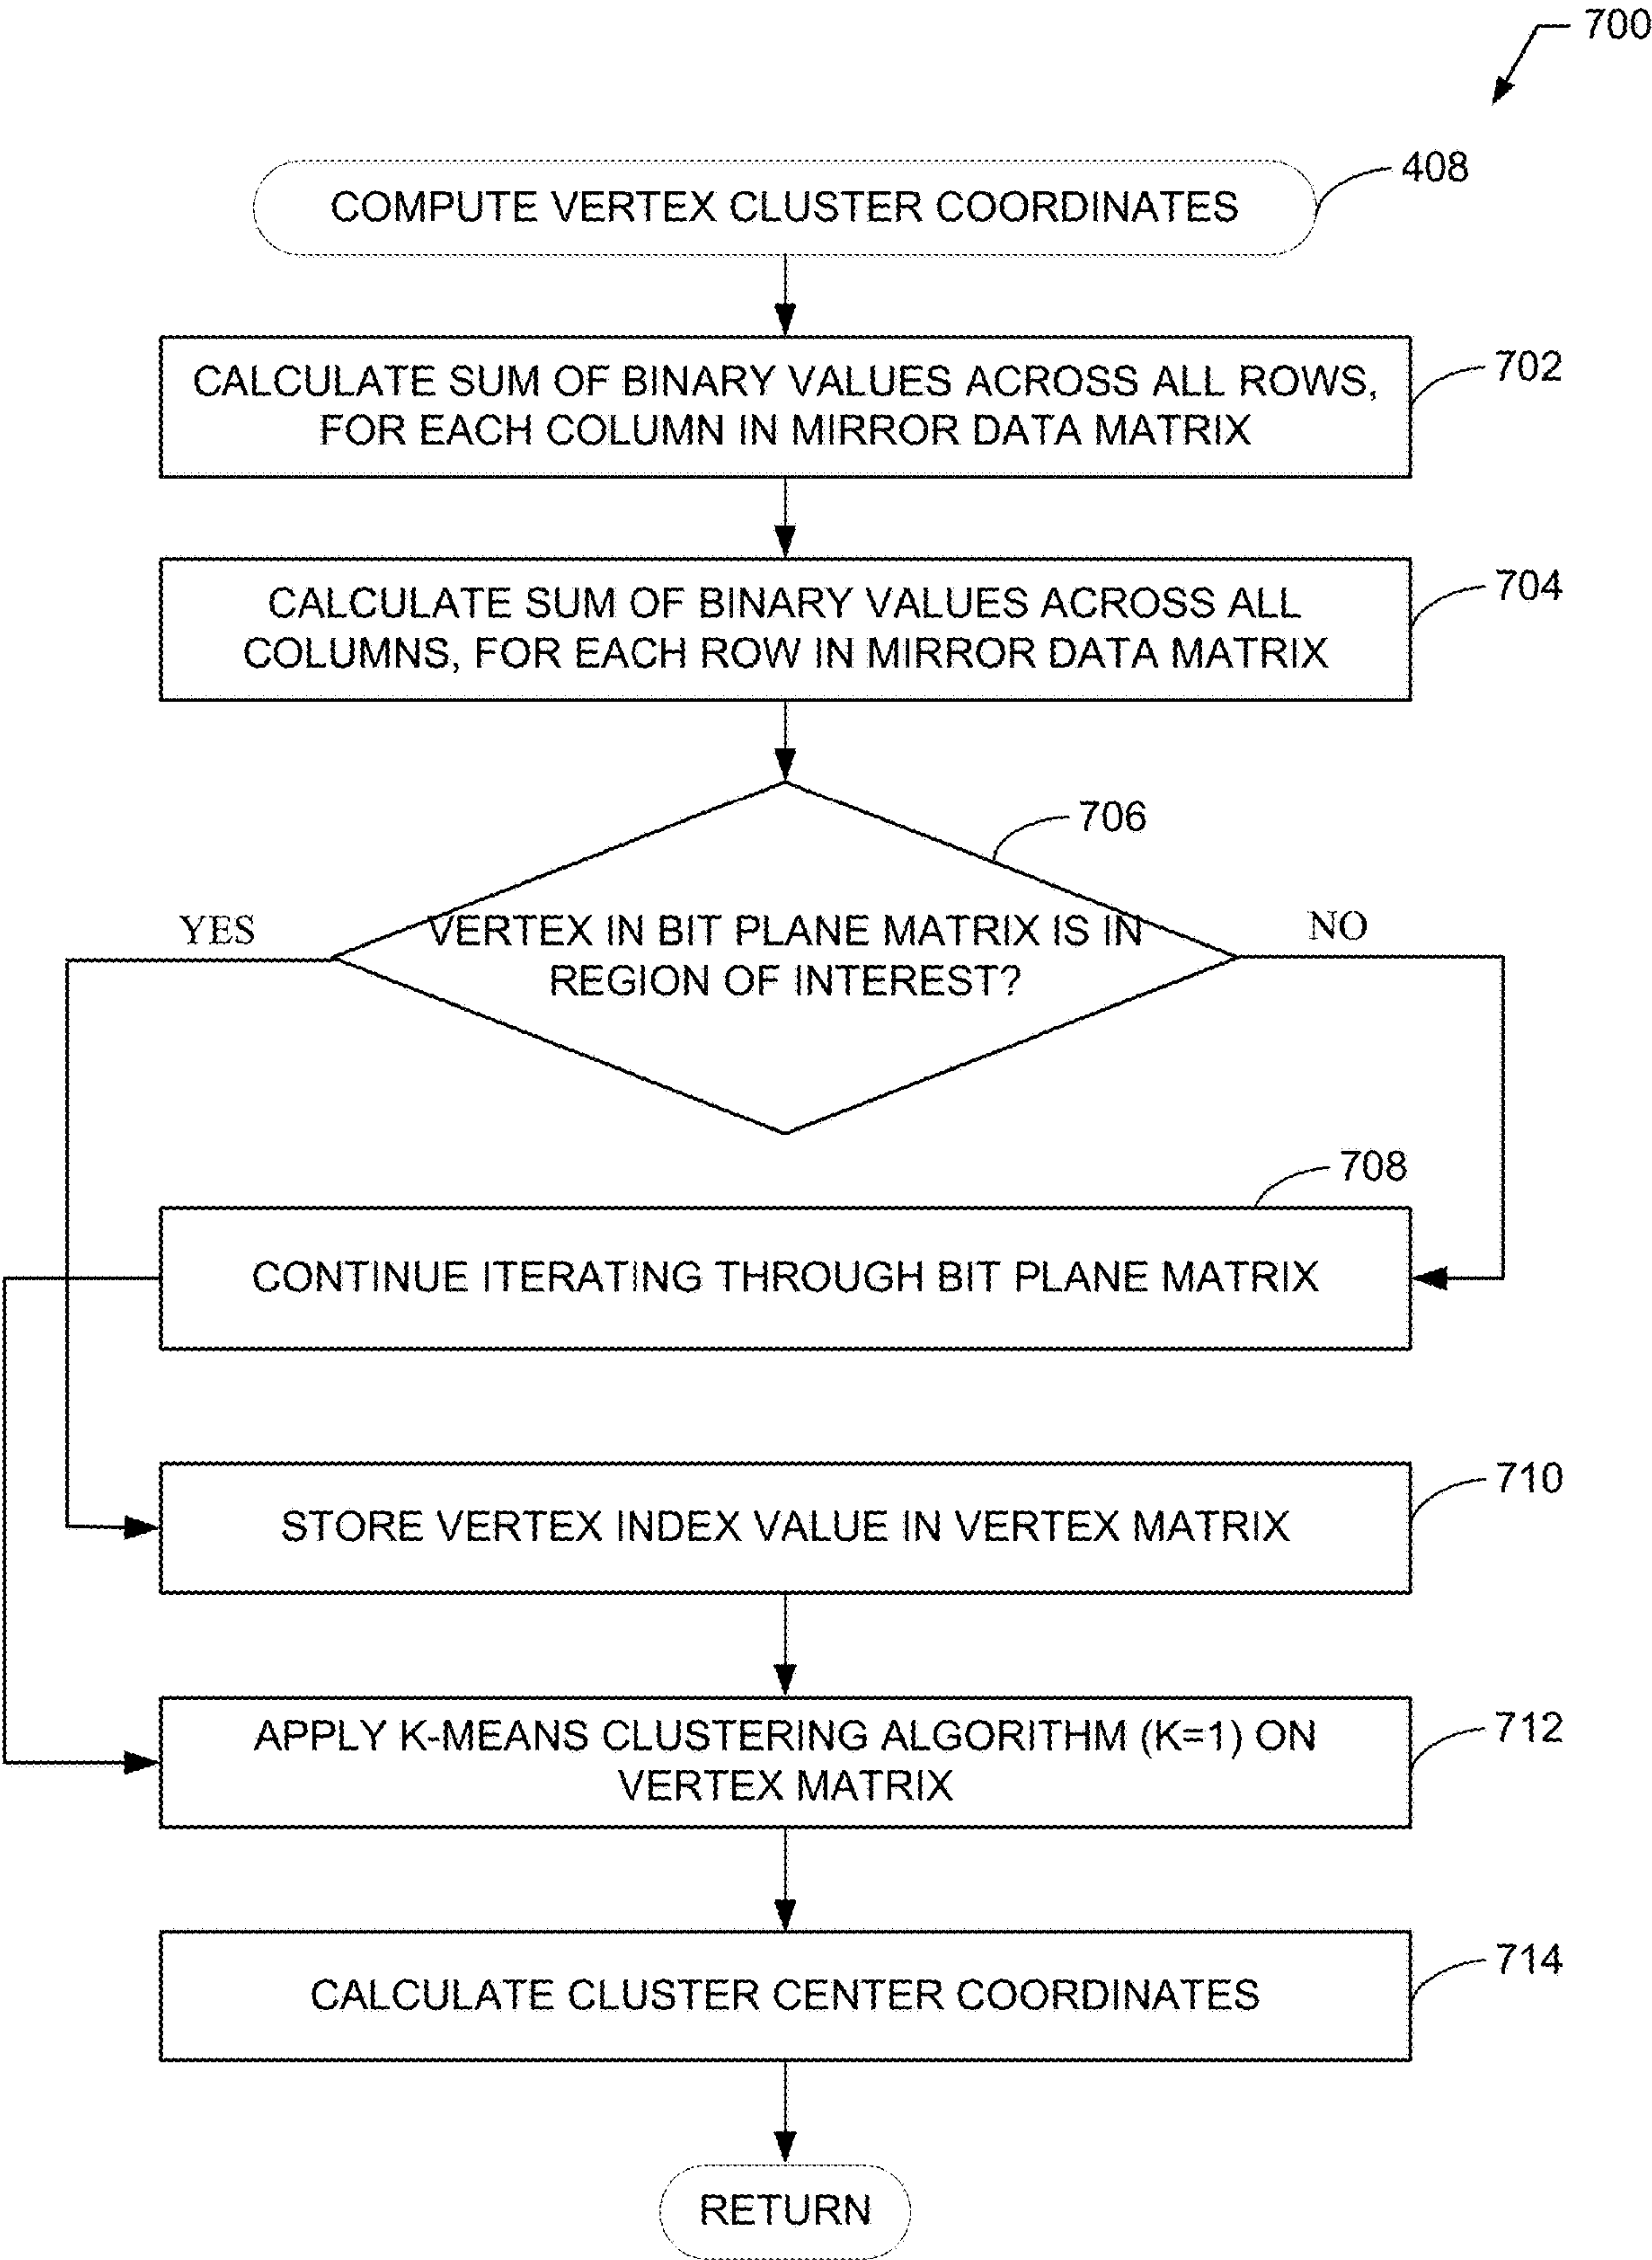 700
COMPUTE VERTEX CLUSTER COORDINATES
408
CALCULATE SUM OF BINARY VALUES ACROSS ALL ROWS,
FOR EACH COLUMN IN MIRROR DATA MATRIX
702
CALCULATE SUM OF BINARY VALUES ACROSS ALL
COLUMNS, FOR EACH ROW IN MIRROR DATA MATRIX
704
706
YES
VERTEX IN BIT PLANE MATRIX IS IN
REGION OF INTEREST?
NO
708
CONTINUE ITERATING THROUGH BIT PLANE MATRIX
710
STORE VERTEX INDEX VALUE IN VERTEX MATRIX
APPLY K-MEANS CLUSTERING ALGORITHM (K=1) ON
VERTEX MATRIX
712
CALCULATE CLUSTER CENTER COORDINATES
714
RETURN